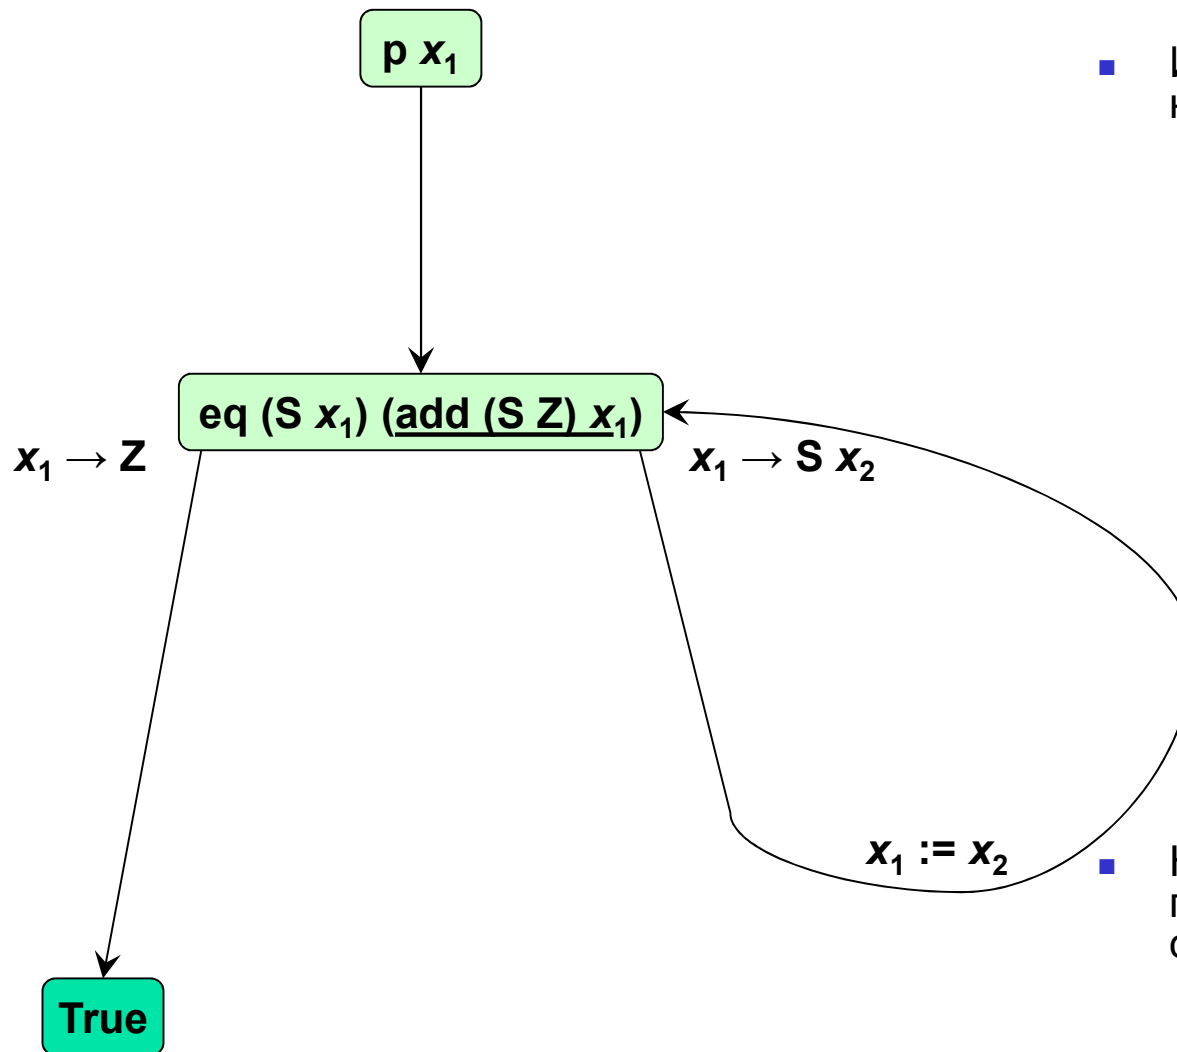 p x₁
eq (S x₁) (add (S Z) x₁)
x₁ → Z
x₁ → S x₂
x₁ := x₂
True